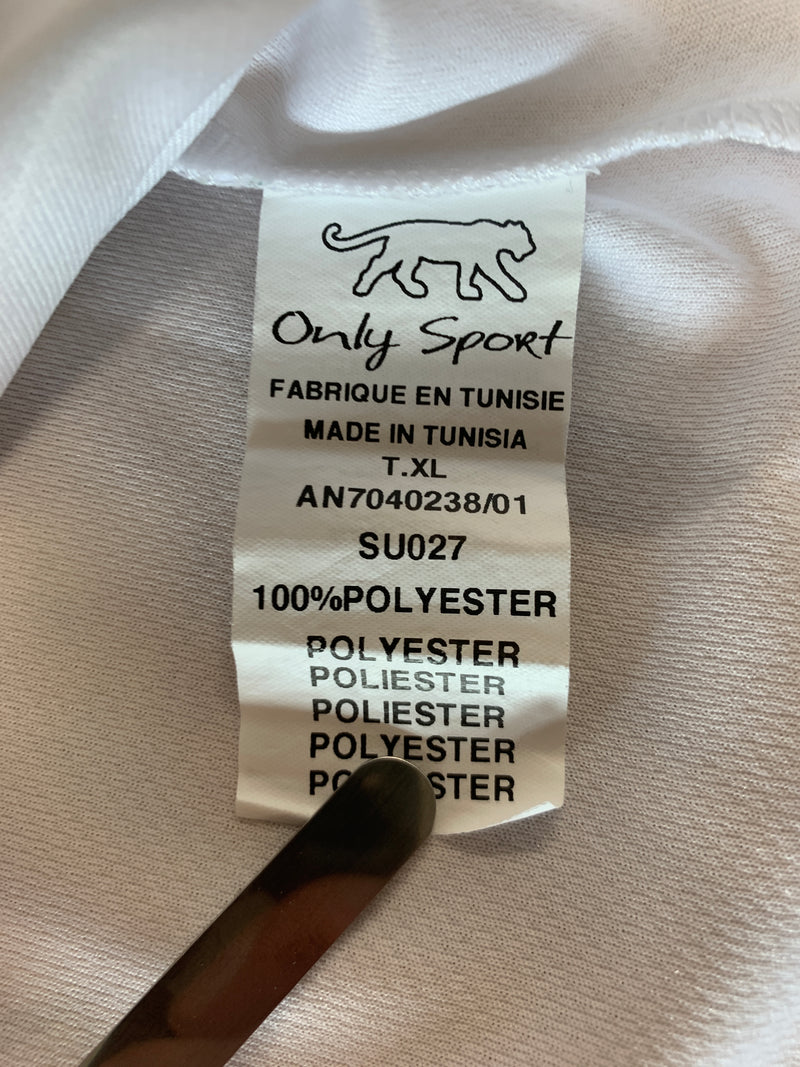 Only Sport
FABRIQUE EN TUNISIE
MADE IN TUNISIA
T.XL
AN7040238/01
SU027
100%POLYESTER
POLYESTER
POLIESTER
POLIESTER
POLYESTER